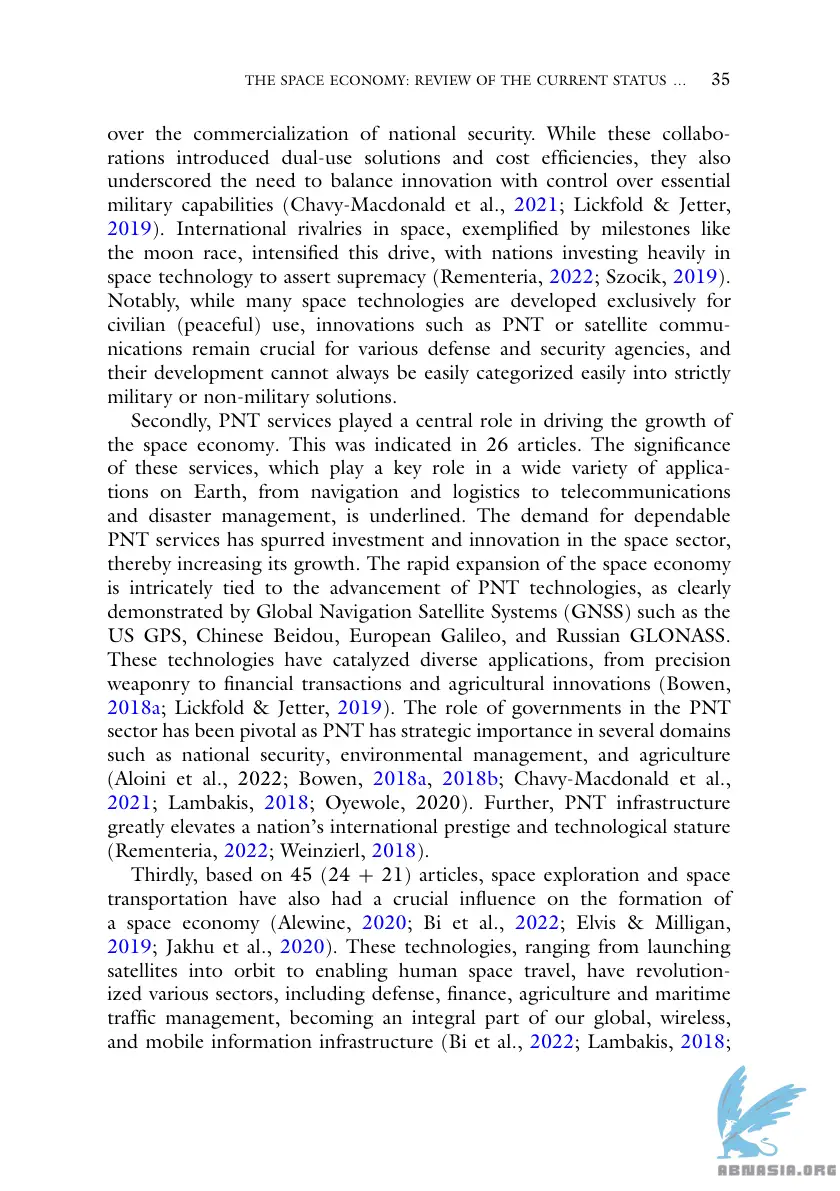 THE SPACE ECONOMY: REVIEW OF THE CURRENT STATUS ... 35
over the commercialization of national security. While these collabo-
rations introduced dual-use solutions and cost efficiencies, they also
underscored the need to balance innovation with control over essential
military capabilities (Chavy-Macdonald et al., 2021; Lickfold & Jetter,
2019). International rivalries in space, exemplified by milestones like
the moon race, intensified this drive, with nations investing heavily in
space technology to assert supremacy (Rementeria, 2022; Szocik, 2019).
Notably, while many space technologies are developed exclusively for
civilian (peaceful) use, innovations such as PNT or satellite commu-
nications remain crucial for various defense and security agencies, and
their development cannot always be easily categorized easily into strictly
military or non-military solutions.
Secondly, PNT services played a central role in driving the growth of
the space economy. This was indicated in 26 articles. The significance
of these services, which play a key role in a wide variety of applica-
tions on Earth, from navigation and logistics to telecommunications
and disaster management, is underlined. The demand for dependable
PNT services has spurred investment and innovation in the space sector,
thereby increasing its growth. The rapid expansion of the space economy
is intricately tied to the advancement of PNT technologies, as clearly
demonstrated by Global Navigation Satellite Systems (GNSS) such as the
US GPS, Chinese Beidou, European Galileo, and Russian GLONASS.
These technologies have catalyzed diverse applications, from precision
weaponry to financial transactions and agricultural innovations (Bowen,
2018a; Lickfold & Jetter, 2019). The role of governments in the PNT
sector has been pivotal as PNT has strategic importance in several domains
such as national security, environmental management, and agriculture
(Aloini et al., 2022; Bowen, 2018a, 2018b; Chavy-Macdonald et al.,
2021; Lambakis, 2018; Oyewole, 2020). Further, PNT infrastructure
greatly elevates a nation's international prestige and technological stature
(Rementeria, 2022; Weinzierl, 2018).
Thirdly, based on 45 (24 + 21) articles, space exploration and space
transportation have also had a crucial influence on the formation of
a space economy (Alewine, 2020; Bi et al., 2022; Elvis & Milligan,
2019; Jakhu et al., 2020). These technologies, ranging from launching
satellites into orbit to enabling human space travel, have revolution-
ized various sectors, including defense, finance, agriculture and maritime
traffic management, becoming an integral part of our global, wireless,
and mobile information infrastructure (Bi et al., 2022; Lambakis, 2018;
ABNASIA.ORG